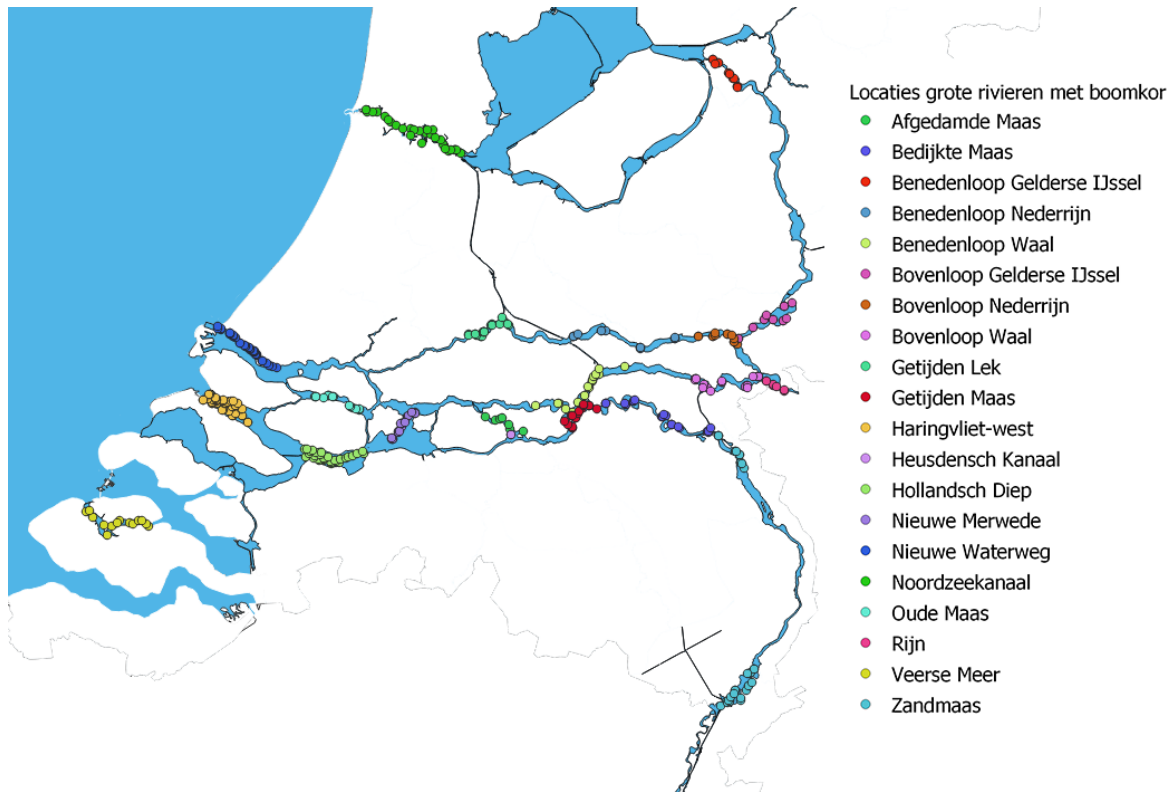 Locaties grote rivieren met boomkor
Afgedamde Maas
Bedijkte Maas
Benedenloop Gelderse IJssel
Benedenloop Nederrijn
Benedenloop Waal
Bovenloop Gelderse IJssel
Bovenloop Nederrijn
Bovenloop Waal
Getijden Lek
Getijden Maas
Haringvliet-west
Heusdensch Kanaal
Hollandsch Diep
Nieuwe Merwede
Nieuwe Waterweg
Noordzeekanaal
Oude Maas
Rijn
Veerse Meer
Zandmaas